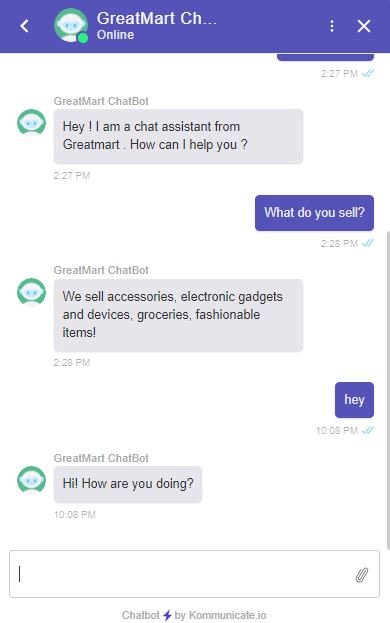 GreatMart Ch...
Online
2:27 PM
GreatMart ChatBot
Hey ! I am a chat assistant from
Greatmart . How can I help you ?
2:27 PM
What do you sell?
2:28 PM
GreatMart ChatBot
We sell accessories, electronic gadgets
and devices, groceries, fashionable
items!
2:28 PM
hey
10:08 PM
GreatMart ChatBot
Hi! How are you doing?
10:08 PM
Chatbot by Kommunicate.io